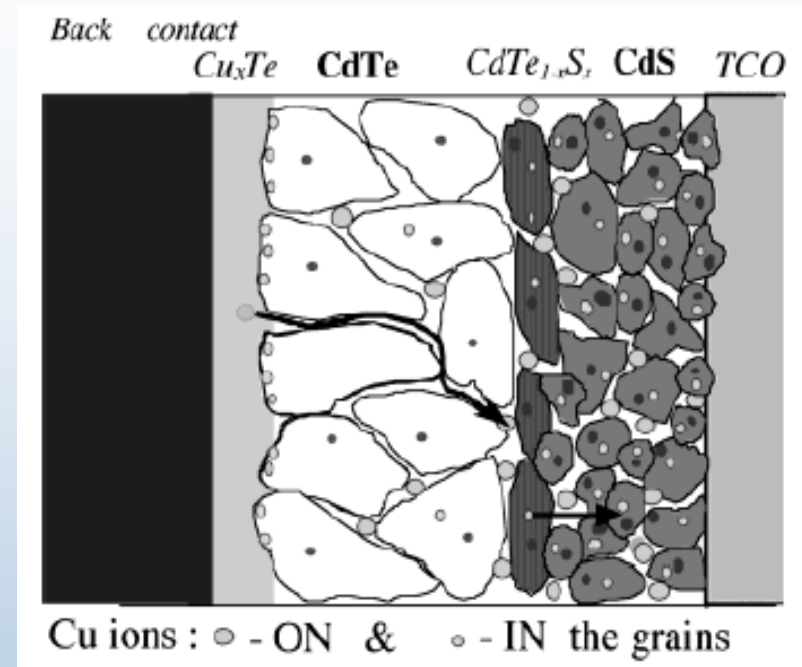 Back contact
CuₓTe CdTe CdTe₁₋ₓSₓ CdS TCO
Cu ions : - ON & - IN the grains